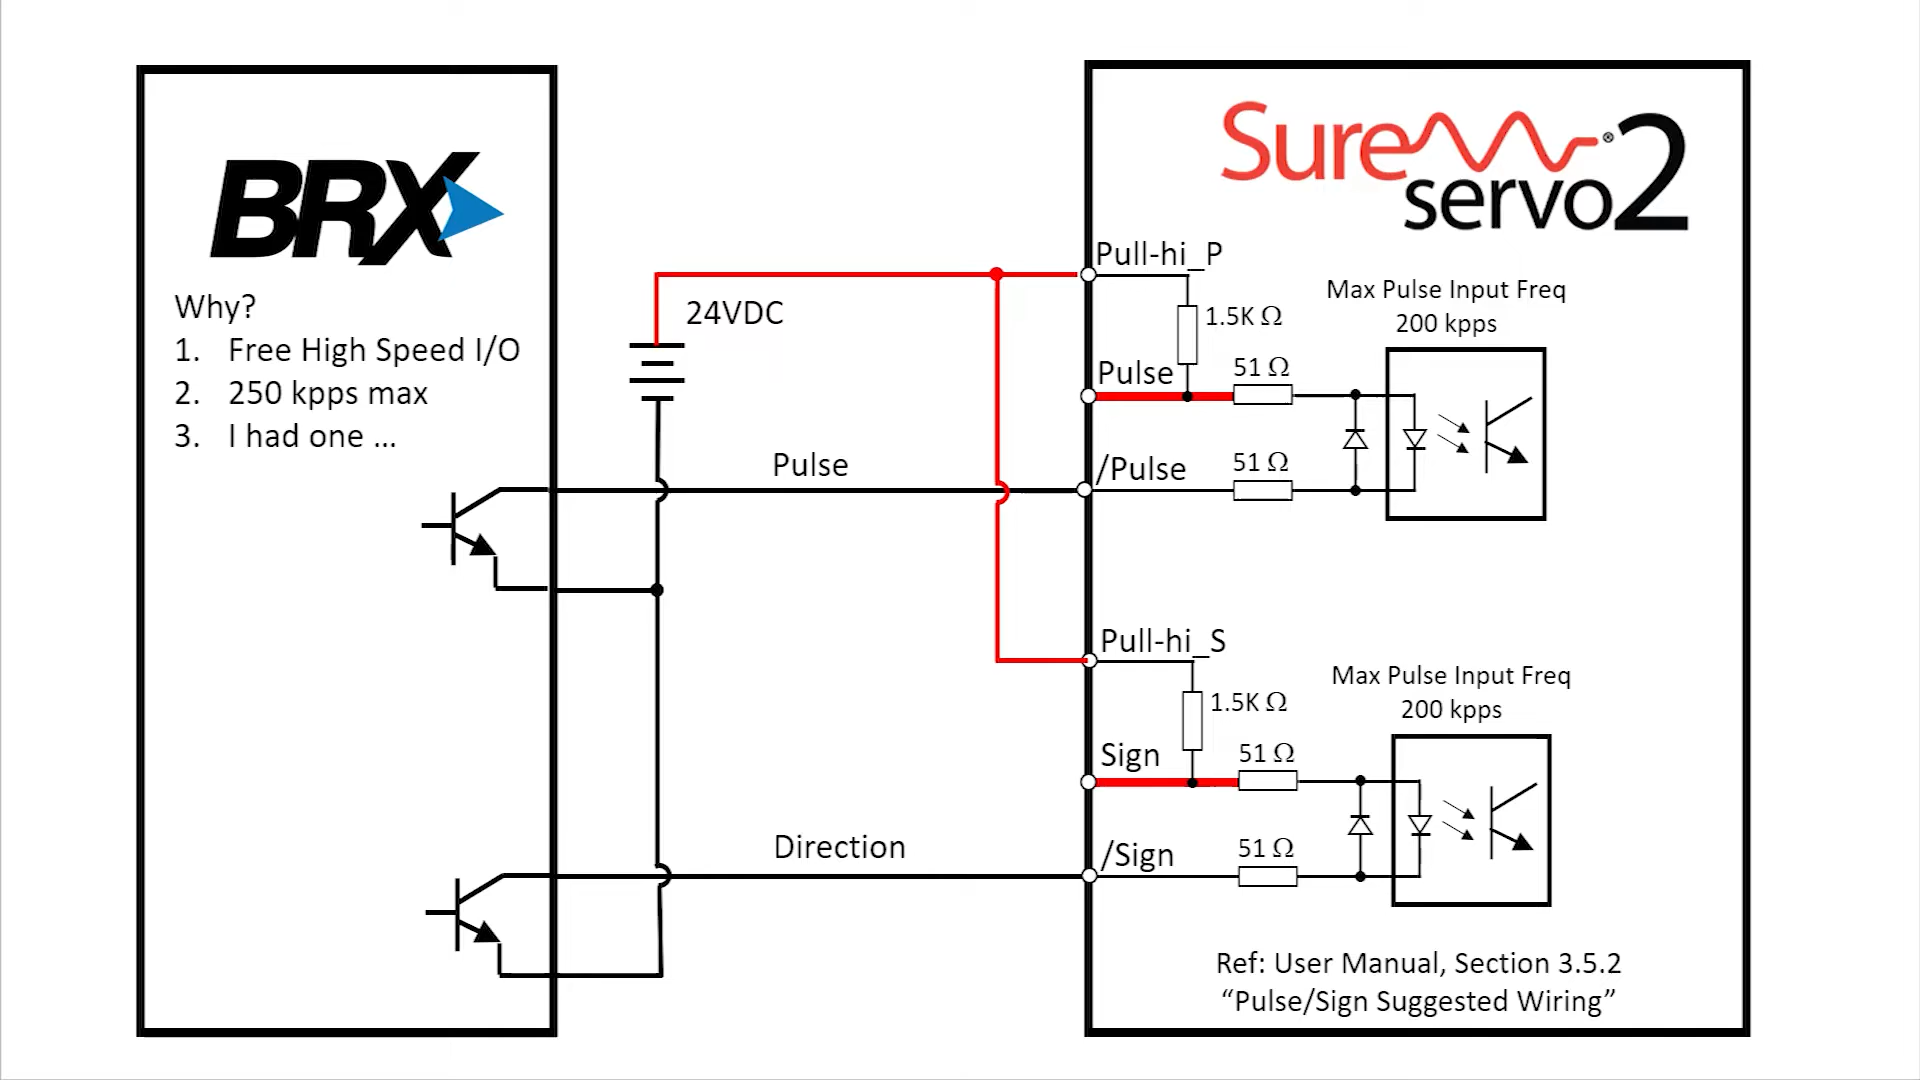 BRX
Why?
1. Free High Speed I/O
2. 250 kpps max
3. I had one ...
24VDC
Pulse
Direction
Sure
servo2
®
Pull-hi_P
1.5K Ω
Max Pulse Input Freq
200 kpps
Pulse
51 Ω
/Pulse
51 Ω
Pull-hi_S
1.5K Ω
Max Pulse Input Freq
200 kpps
Sign
51 Ω
/Sign
51 Ω
Ref: User Manual, Section 3.5.2
“Pulse/Sign Suggested Wiring”